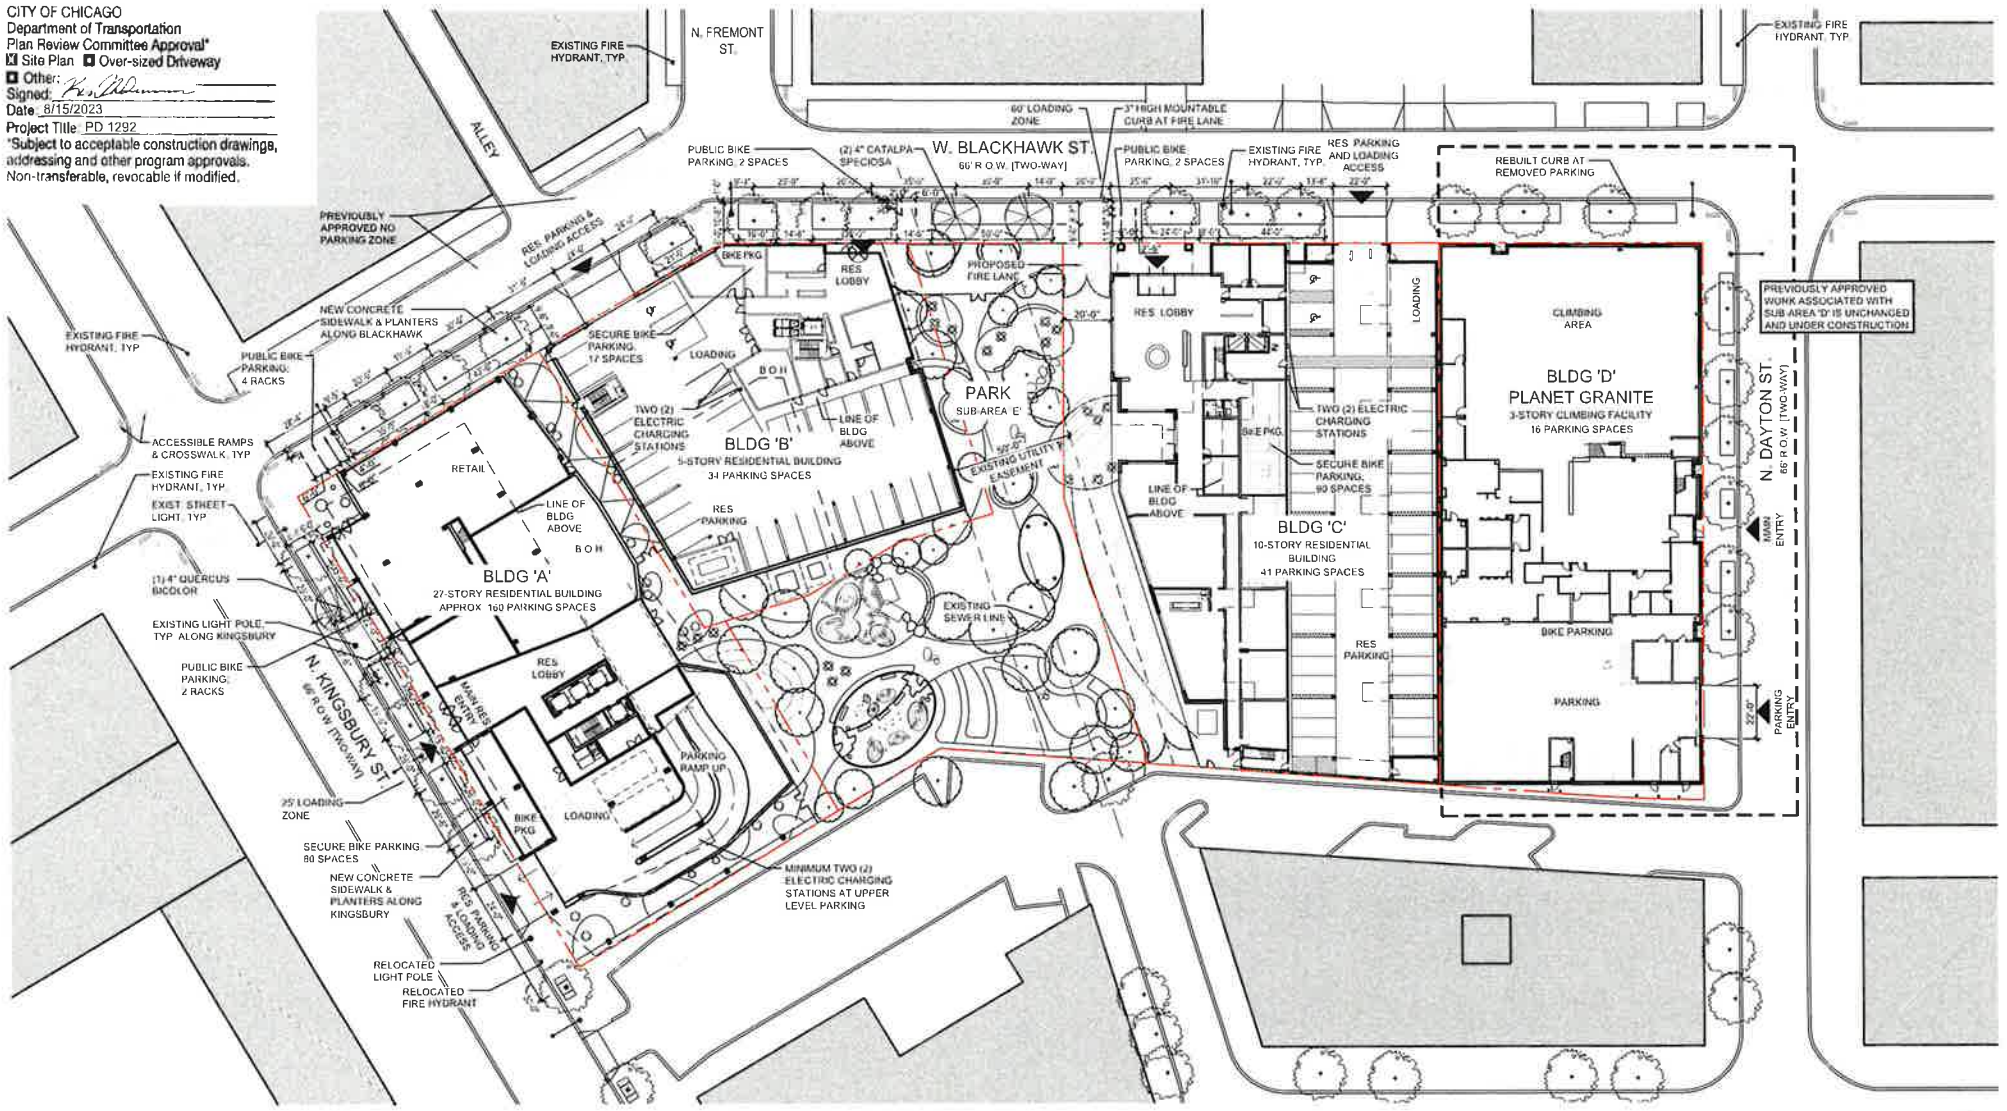 CITY OF CHICAGO
Department of Transportation
Plan Review Committee Approval*
Site Plan Over-sized Driveway
Other:
Signed:
Date: 8/15/2023
Project Title: PD 1292
*Subject to acceptable construction drawings,
addressing and other program approvals.
Non-transferable, revocable if modified.
EXISTING FIRE
HYDRANT, TYP.
N. FREMONT
ST.
EXISTING FIRE
HYDRANT, TYP.
ALLEY
60' LOADING
ZONE
3" HIGH MOUNTABLE
CURB AT FIRE LANE
PUBLIC BIKE
PARKING, 2 SPACES
(2) 4" CATALPA
SPECIOSA
W. BLACKHAWK ST.
66' R.O.W. [TWO-WAY]
PUBLIC BIKE
PARKING, 2 SPACES
EXISTING FIRE
HYDRANT, TYP.
RES PARKING
AND LOADING
ACCESS
REBUILT CURB AT
REMOVED PARKING
PREVIOUSLY
APPROVED NO
PARKING ZONE
RES. PARKING &
LOADING ACCESS
BIKE PKG
RES
LOBBY
PROPOSED
FIRE LANE
20'-0"
RES. LOBBY
LOADING
CLIMBING
AREA
PREVIOUSLY APPROVED
WORK ASSOCIATED WITH
SUB AREA 'D' IS UNCHANGED
AND UNDER CONSTRUCTION
NEW CONCRETE
SIDEWALK & PLANTERS
ALONG BLACKHAWK
EXISTING FIRE
HYDRANT, TYP
PUBLIC BIKE
PARKING:
4 RACKS
SECURE BIKE
PARKING:
17 SPACES
LOADING
B O H
TWO (2)
ELECTRIC
CHARGING
STATIONS
LINE OF
BLDG
ABOVE
BLDG 'B'
5-STORY RESIDENTIAL BUILDING
34 PARKING SPACES
RES
PARKING
PARK
SUB-AREA 'E'
50'-0"
EXISTING UTILITY
EASEMENT
TWO (2) ELECTRIC
CHARGING
STATIONS
BIKE PKG.
SECURE BIKE
PARKING:
90 SPACES
LINE OF
BLDG
ABOVE
BLDG 'C'
10-STORY RESIDENTIAL
BUILDING
41 PARKING SPACES
RES
PARKING
BLDG 'D'
PLANET GRANITE
3-STORY CLIMBING FACILITY
16 PARKING SPACES
N. DAYTON ST.
66' R.O.W. [TWO-WAY]
MAIN
ENTRY
BIKE PARKING
PARKING
22'-0"
PARKING
ENTRY
ACCESSIBLE RAMPS
& CROSSWALK, TYP
EXISTING FIRE
HYDRANT, TYP.
EXIST STREET
LIGHT, TYP
(1) 4" QUERCUS
BICOLOR
EXISTING LIGHT POLE,
TYP ALONG KINGSBURY
PUBLIC BIKE
PARKING:
2 RACKS
RETAIL
LINE OF
BLDG
ABOVE
B O H
BLDG 'A'
27-STORY RESIDENTIAL BUILDING
APPROX 160 PARKING SPACES
EXISTING
SEWER LINE
RES
LOBBY
MAIN RES
ENTRY
N. KINGSBURY ST.
66' R.O.W. [TWO-WAY]
PARKING
RAMP UP
LOADING
BIKE
PKG
25' LOADING
ZONE
SECURE BIKE PARKING,
80 SPACES
NEW CONCRETE
SIDEWALK &
PLANTERS ALONG
KINGSBURY
RES PARKING
& LOADING
ACCESS
24'-0"
MINIMUM TWO (2)
ELECTRIC CHARGING
STATIONS AT UPPER
LEVEL PARKING
RELOCATED
LIGHT POLE
RELOCATED
FIRE HYDRANT